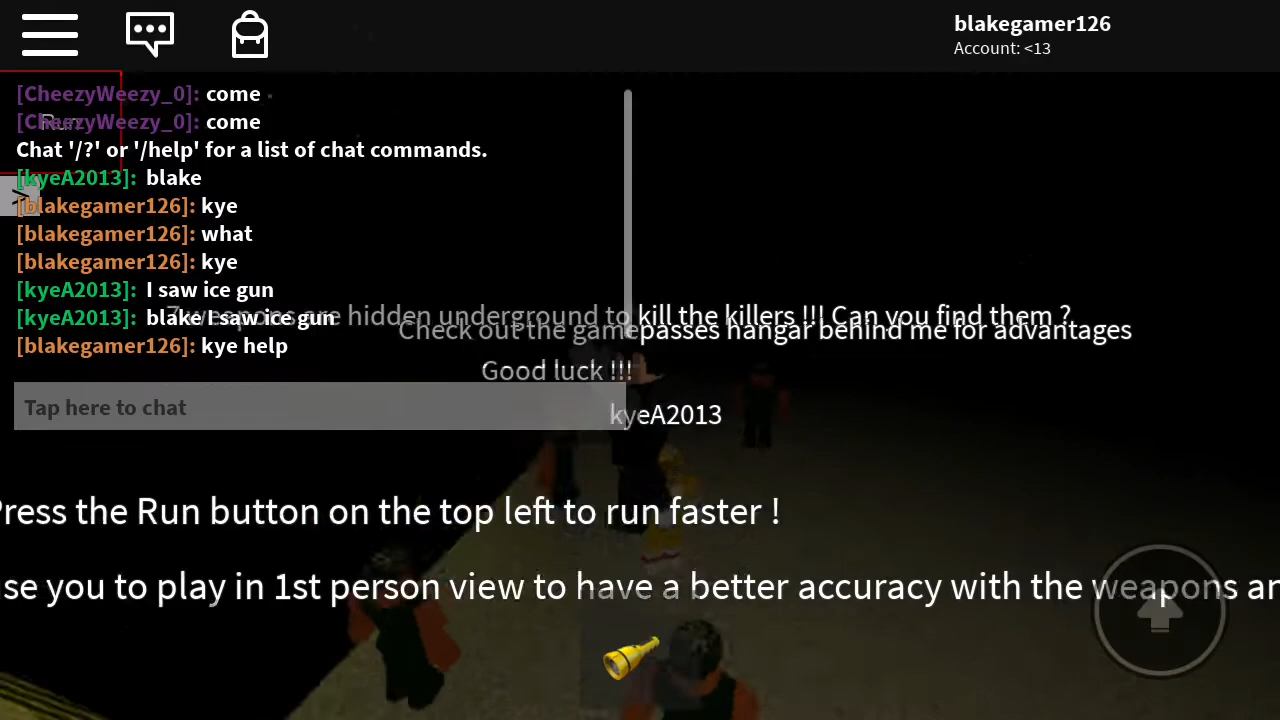 blakegamer126
Account: <13
[CheezyWeezy_0]: come
[CheezyWeezy_0]: come
Run
Chat '/?' or '/help' for a list of chat commands.
[kyeA2013]: blake
>
[blakegamer126]: kye
[blakegamer126]: what
[blakegamer126]: kye
[kyeA2013]: I saw ice gun
[kyeA2013]: blake I saw ice gun
[blakegamer126]: kye help
7 weapons are hidden underground to kill the killers !!! Can you find them ?
Check out the gamepasses hangar behind me for advantages
Good luck !!!
Tap here to chat
kyeA2013
Press the Run button on the top left to run faster !
you to play in 1st person view to have a better accuracy with the weapons